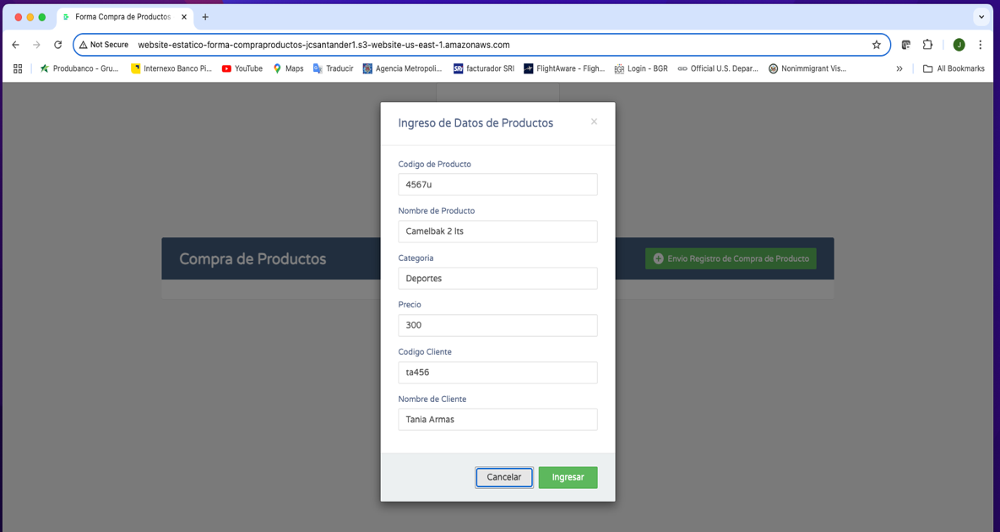 Forma Compra de Productos
Not Secure
website-estatico-forma-compraproductos-jcsantander1.s3-website-us-east-1.amazonaws.com
J
Produbanco - Gru...
Internexo Banco Pi...
YouTube
Maps
Traducir
Agencia Metropoli...
facturador SRI
FlightAware - Fligh...
Login - BGR
Official U.S. Depar...
Nonimmigrant Vis...
All Bookmarks
Ingreso de Datos de Productos
Codigo de Producto
4567u
Nombre de Producto
Camelbak 2 lts
Categoria
Deportes
Precio
300
Codigo Cliente
ta456
Nombre de Cliente
Tania Armas
Cancelar
Ingresar
Compra de Productos
Envio Registro de Compra de Producto